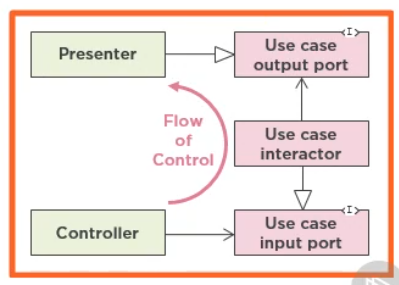 Presenter
Use case
output port
<I>
Flow
of
Control
Use case
interactor
Controller
Use case
input port
<I>